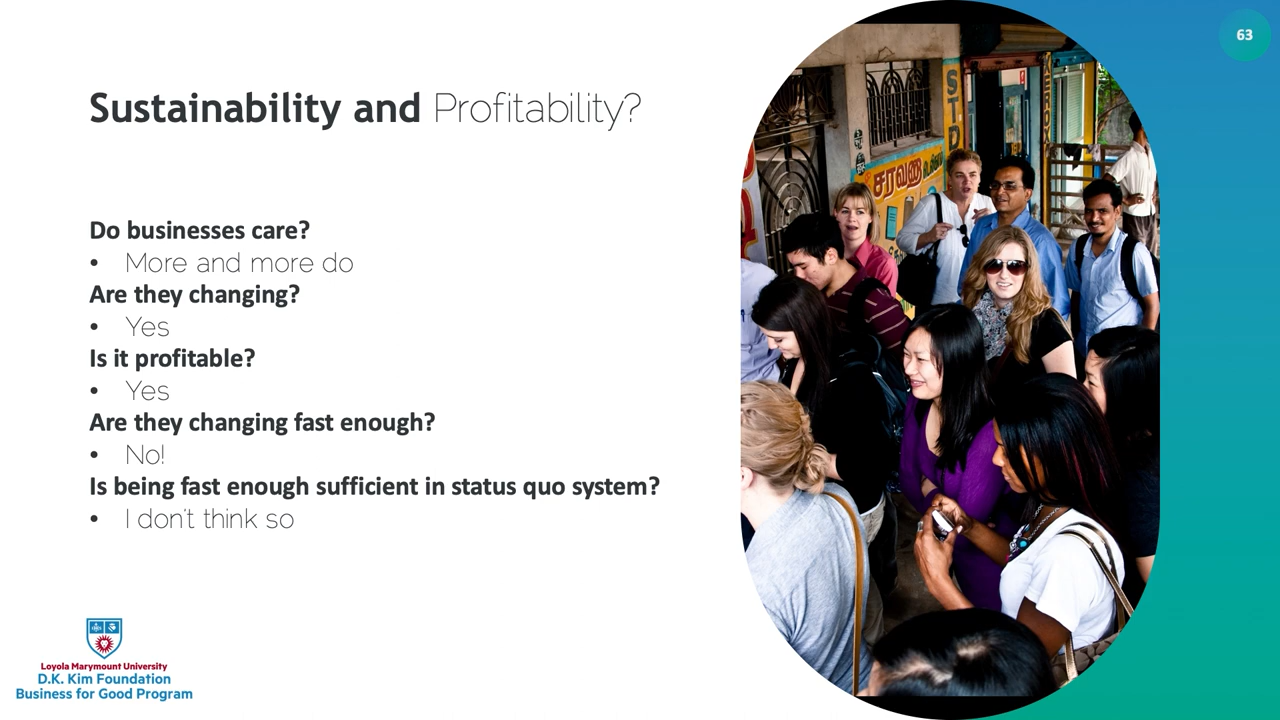 63
Sustainability and Profitability?
Do businesses care?
• More and more do
Are they changing?
• Yes
Is it profitable?
• Yes
Are they changing fast enough?
• No!
Is being fast enough sufficient in status quo system?
• I don't think so
STD
சரவணா
Loyola Marymount University
D.K. Kim Foundation
Business for Good Program